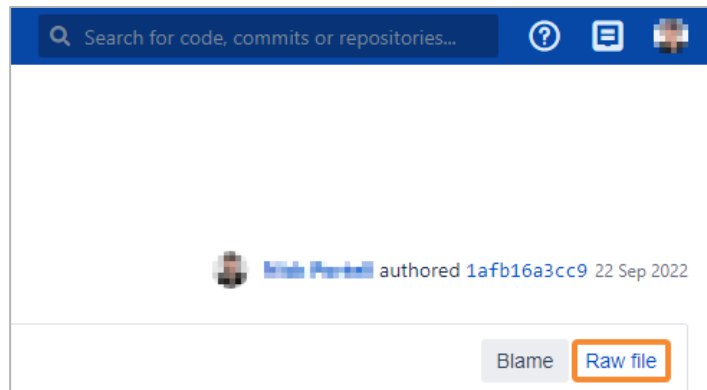 Search for code, commits or repositories...
authored 1afb16a3cc9 22 Sep 2022
Blame Raw file